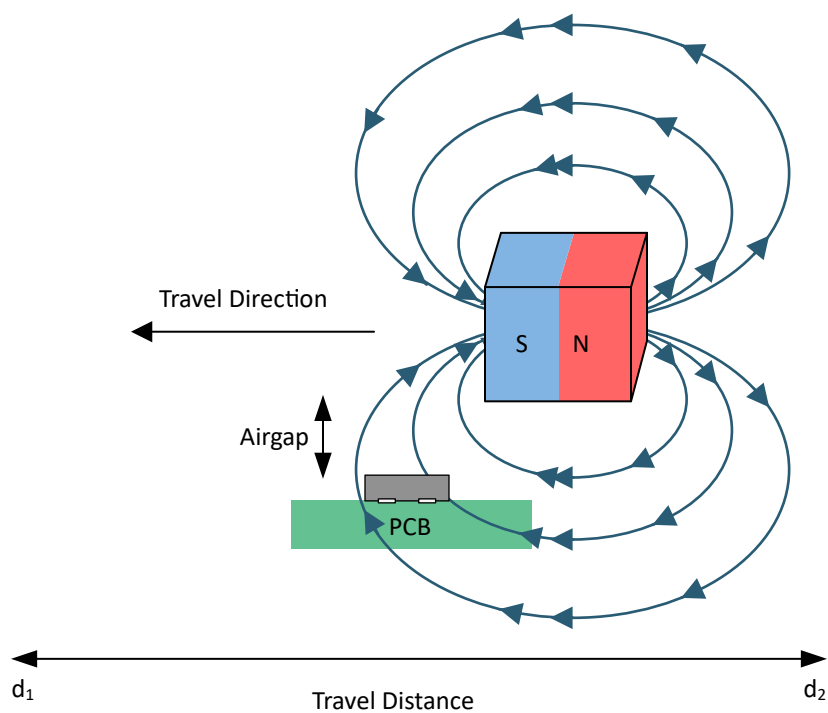 Travel Direction
S N
Airgap
PCB
d₁ d₂
Travel Distance